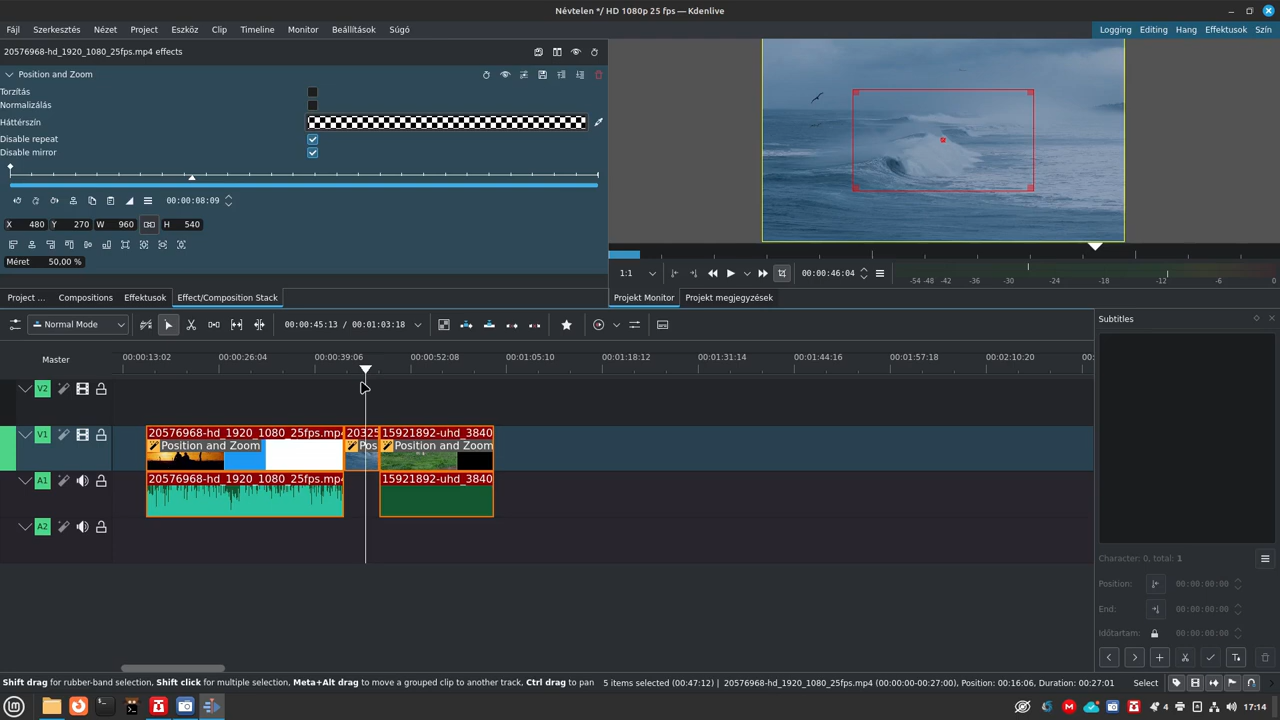 Névtelen */ HD 1080p 25 fps — Kdenlive
Fájl Szerkesztés Nézet Project Eszköz Clip Timeline Monitor Beállítások Súgó
Logging Editing Hang Effektusok Szín
20576968-hd_1920_1080_25fps.mp4 effects
Position and Zoom
Torzítás
Normalizálás
Háttérszín
Disable repeat
Disable mirror
00:00:08:09
X 480 Y 270 W 960 H 540
Méret 50,00 %
1:1 00:00:46:04
-54 -48 -42 -36 -30 -24 -18 -12 -6 0
Project ... Compositions Effektusok Effect/Composition Stack
Projekt Monitor Projekt megjegyzések
Normal Mode 00:00:45:13 / 00:01:03:18
Subtitles
Master 00:00:13:02 00:00:26:04 00:00:39:06 00:00:52:08 00:01:05:10 00:01:18:12 00:01:31:14 00:01:44:16 00:01:57:18 00:02:10:20 00:
V2
V1
20576968-hd_1920_1080_25fps.mp4 20325 15921892-uhd_3840
Position and Zoom Pos Position and Zoom
A1
20576968-hd_1920_1080_25fps.mp4 15921892-uhd_3840
A2
Character: 0, total: 1
Position: 00:00:00:00
End: 00:00:00:00
Időtartam: 00:00:00:00
Shift drag for rubber-band selection, Shift click for multiple selection, Meta+Alt drag to move a grouped clip to another track, Ctrl drag to pan
5 items selected (00:47:12) | 20576968-hd_1920_1080_25fps.mp4 (00:00:00:00-00:00:27:00), Position: 00:16:06, Duration: 00:27:01 Select
4 17:14